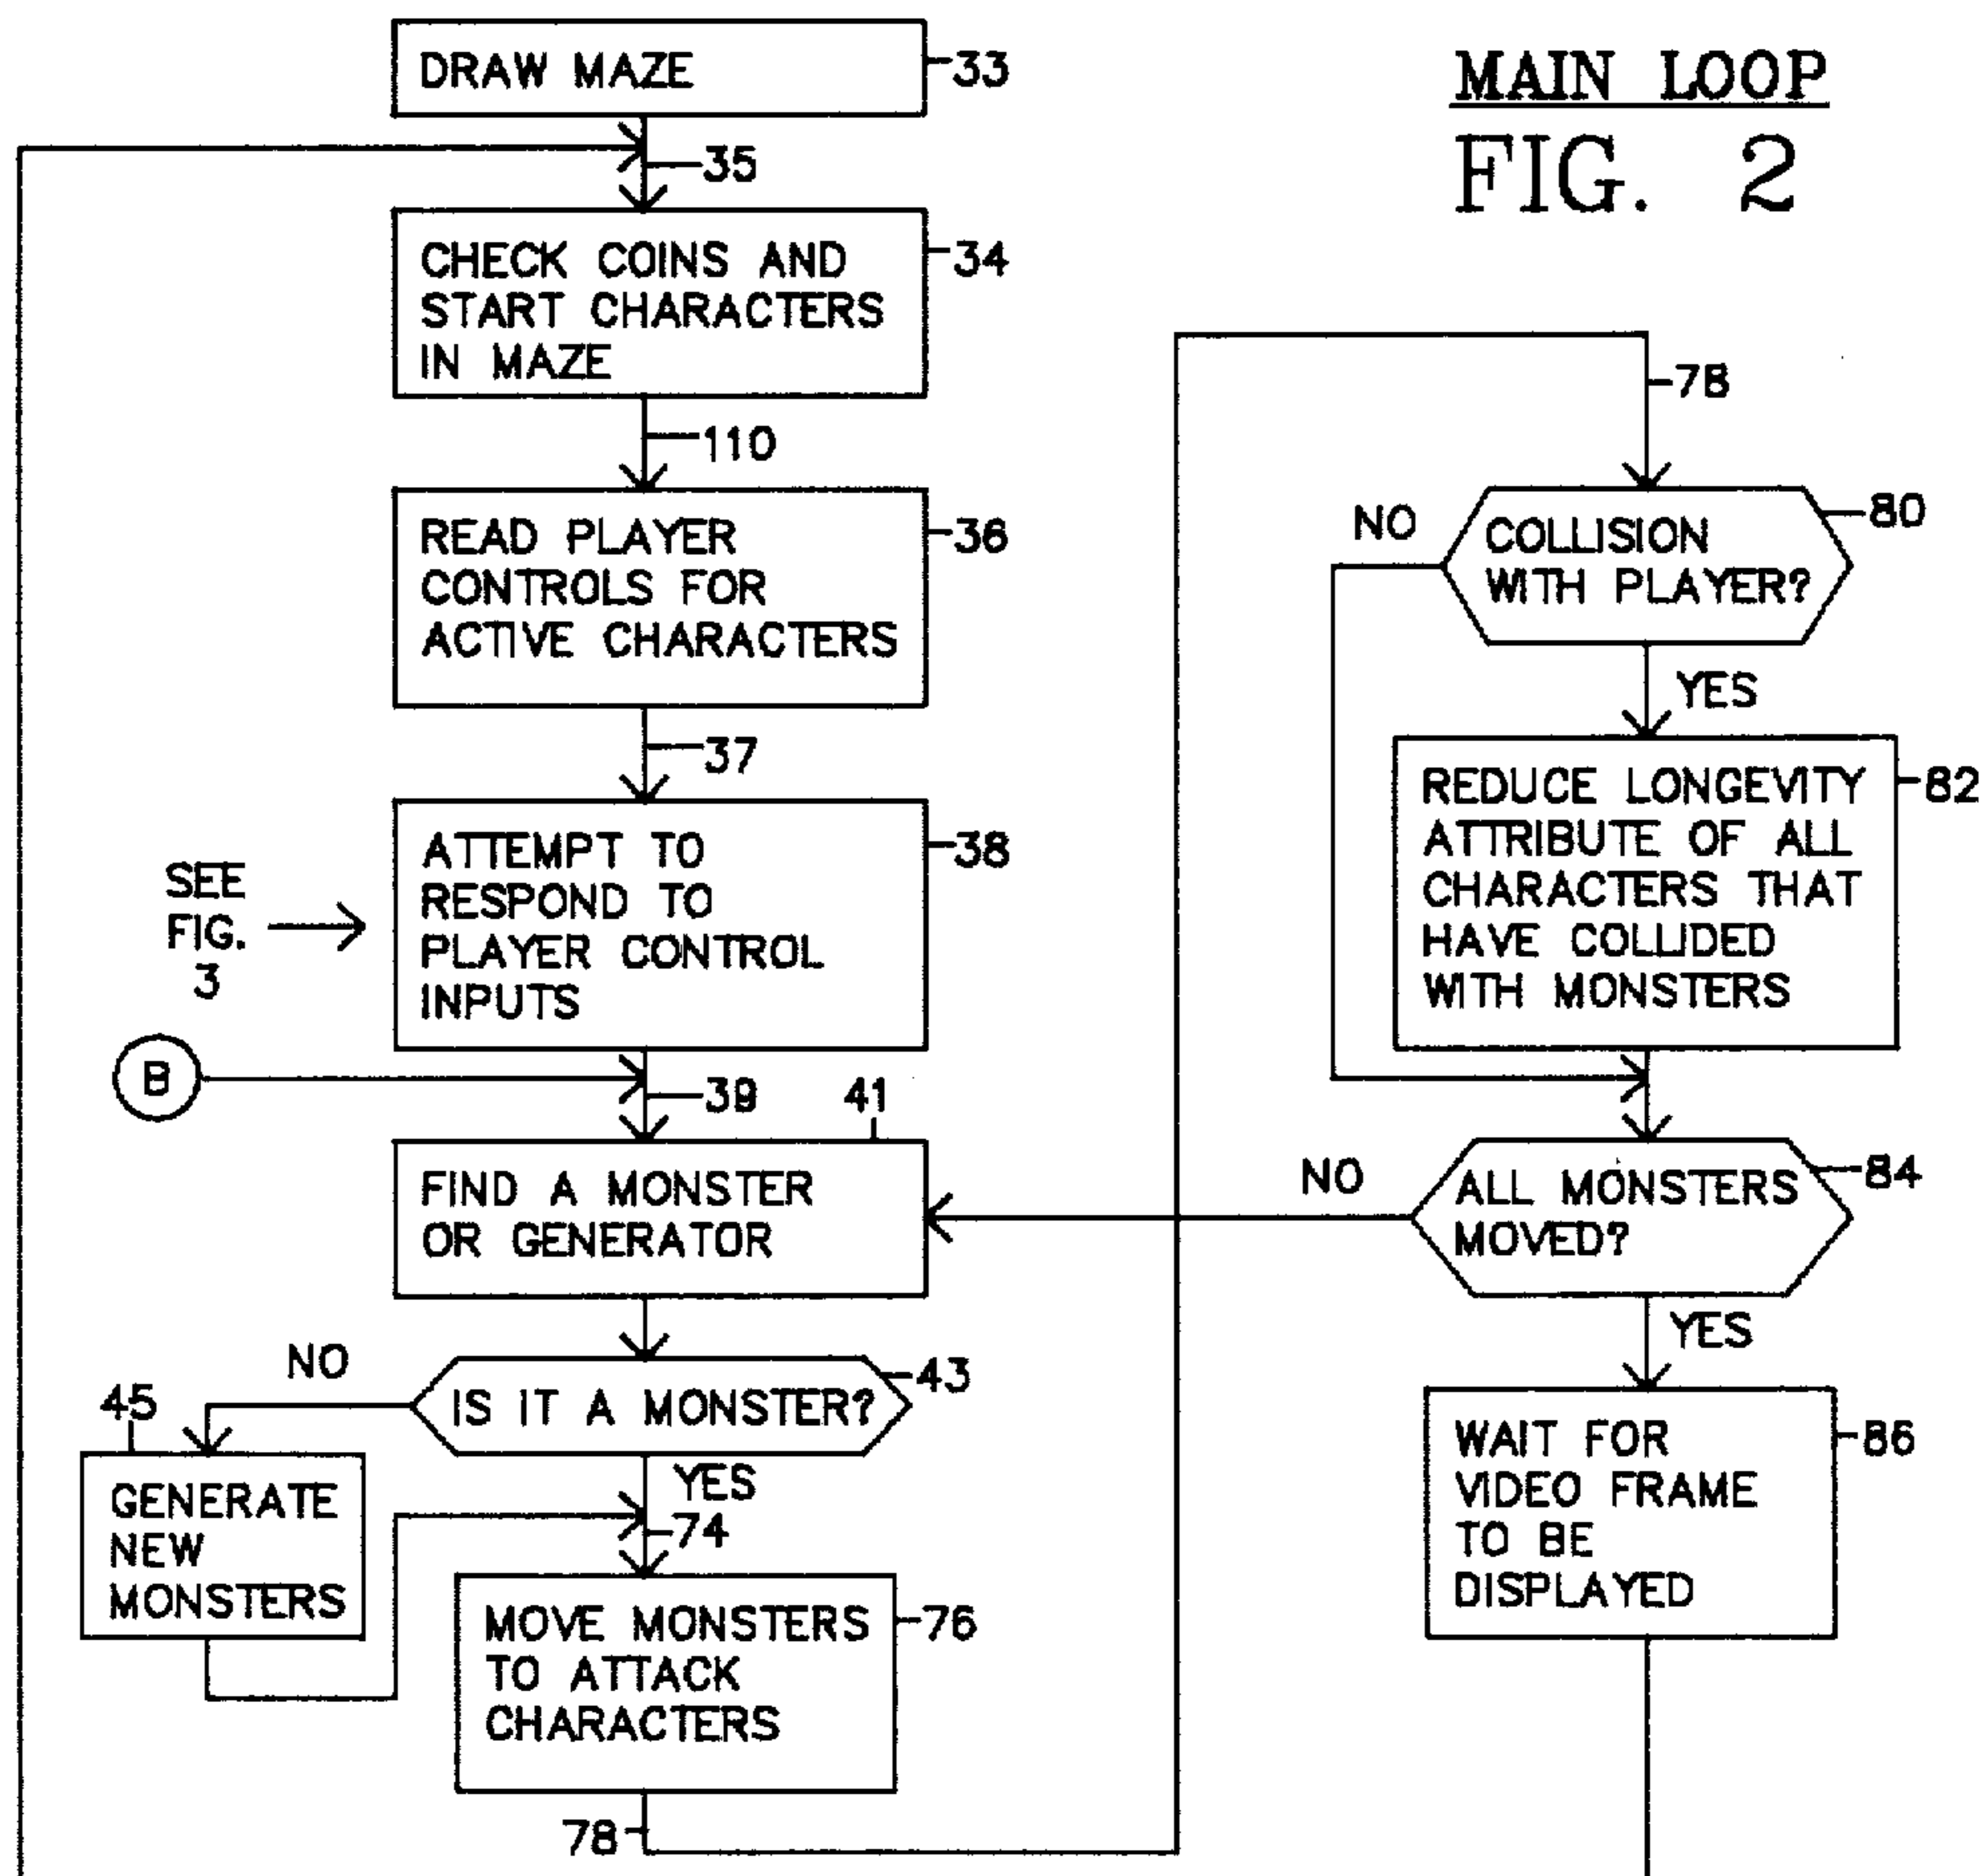 MAIN LOOP
FIG. 2
DRAW MAZE
33
35
CHECK COINS AND
START CHARACTERS
IN MAZE
34
110
READ PLAYER
CONTROLS FOR
ACTIVE CHARACTERS
36
37
SEE
FIG.
3
ATTEMPT TO
RESPOND TO
PLAYER CONTROL
INPUTS
38
B
39
41
FIND A MONSTER
OR GENERATOR
NO
IS IT A MONSTER?
43
45
GENERATE
NEW
MONSTERS
YES
74
MOVE MONSTERS
TO ATTACK
CHARACTERS
76
78
78
NO
COLLISION
WITH PLAYER?
80
YES
REDUCE LONGEVITY
ATTRIBUTE OF ALL
CHARACTERS THAT
HAVE COLLIDED
WITH MONSTERS
82
NO
ALL MONSTERS
MOVED?
84
YES
WAIT FOR
VIDEO FRAME
TO BE
DISPLAYED
86